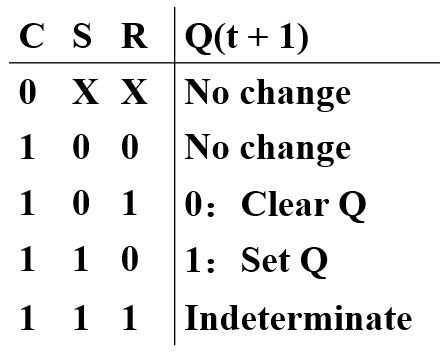 C S R Q(t + 1)
0 X X No change
1 0 0 No change
1 0 1 0： Clear Q
1 1 0 1： Set Q
1 1 1 Indeterminate